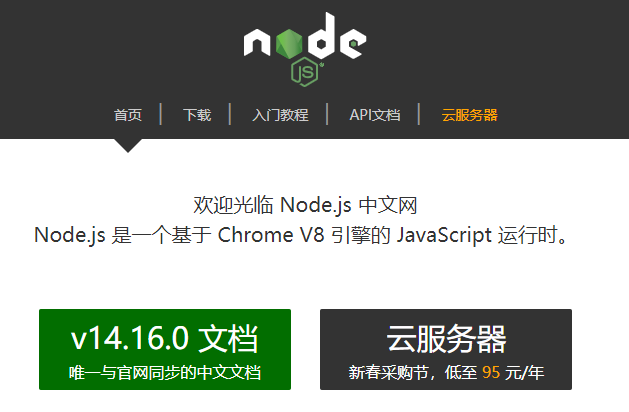 node
JS
首页 | 下载 | 入门教程 | API文档 | 云服务器
欢迎光临 Node.js 中文网
Node.js 是一个基于 Chrome V8 引擎的 JavaScript 运行时。
v14.16.0 文档
唯一与官网同步的中文文档
云服务器
新春采购节，低至 95 元/年